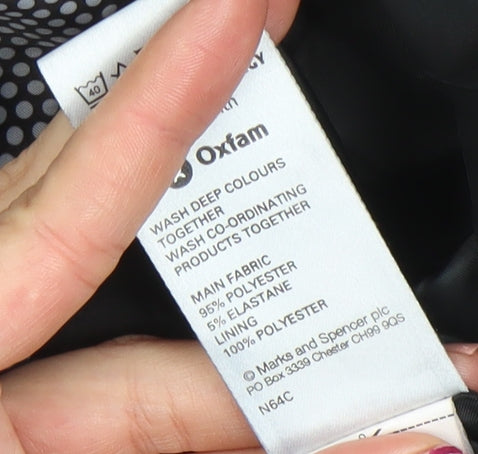 40
Oxfam
WASH DEEP COLOURS
TOGETHER
WASH CO-ORDINATING
PRODUCTS TOGETHER
MAIN FABRIC
95% POLYESTER
5% ELASTANE
LINING
100% POLYESTER
© Marks and Spencer plc
PO Box 3339 Chester CH99 9QS
N64C